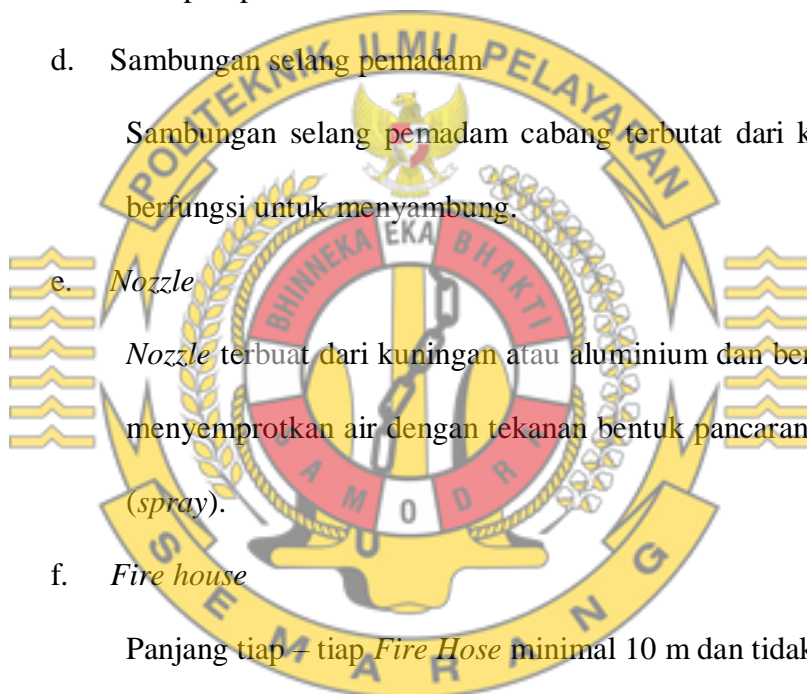 d. Sambungan selang pemadam
Sambungan selang pemadam cabang terbutat dari
berfungsi untuk menyambung.
e. Nozzle
Nozzle terbuat dari kuningan atau aluminium dan
menyemprotkan air dengan tekanan bentuk pancaran
(spray).
f. Fire house
Panjang tiap – tiap Fire Hose minimal 10 m dan tidak
POLITEKNIK ILMU PELAYARAN
BHINNEKA EKA BHAKTI
SAMODRA
SEMARANG